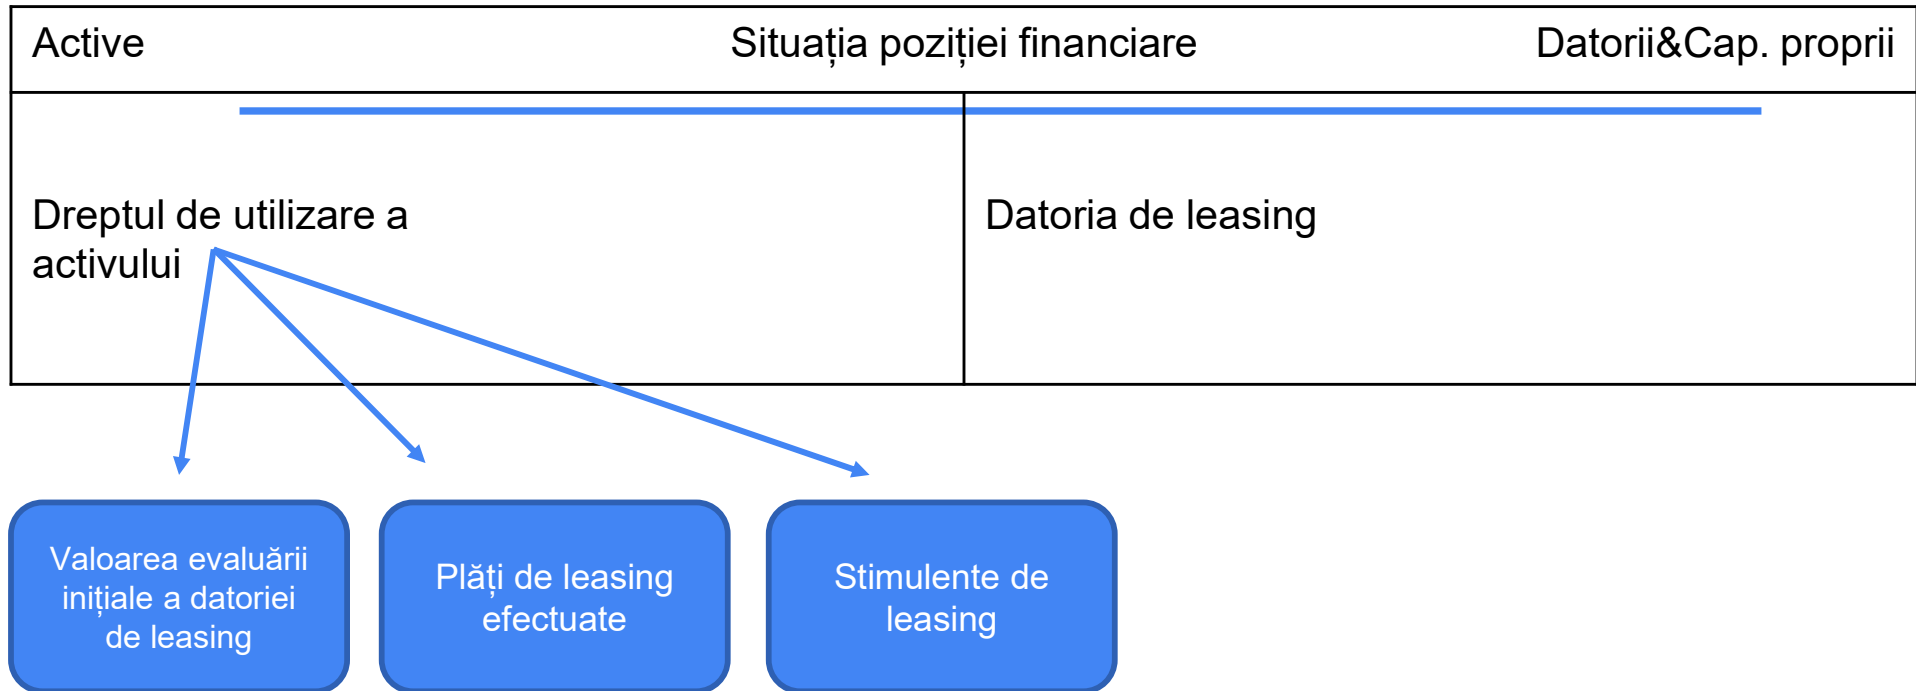 Active Situația poziției financiare Datorii&Cap. proprii
Dreptul de utilizare a
activului
Datoria de leasing
Valoarea evaluării
inițiale a datoriei
de leasing
Plăți de leasing
efectuate
Stimulente de
leasing